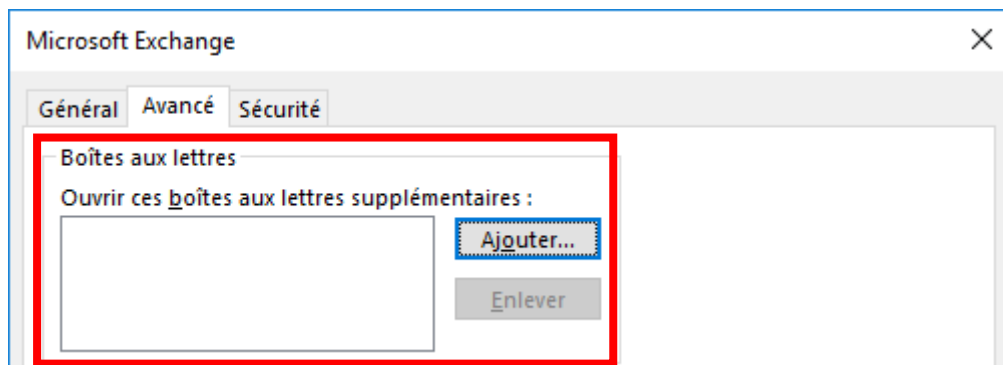 Microsoft Exchange
Général Avancé Sécurité
Boîtes aux lettres
Ouvrir ces boîtes aux lettres supplémentaires :
Ajouter...
Enlever